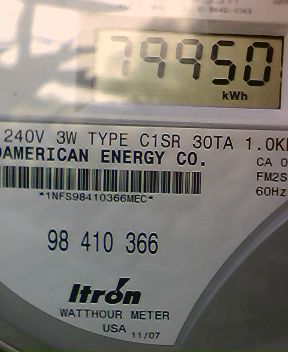 79950
kWh
240V 3W TYPE C1SR 30TA 1.0K
AMERICAN ENERGY CO.
CA 0
FM2S
60Hz
*1NFS98410366MEC*
98 410 366
Itrón
WATTHOUR METER
USA 11/07